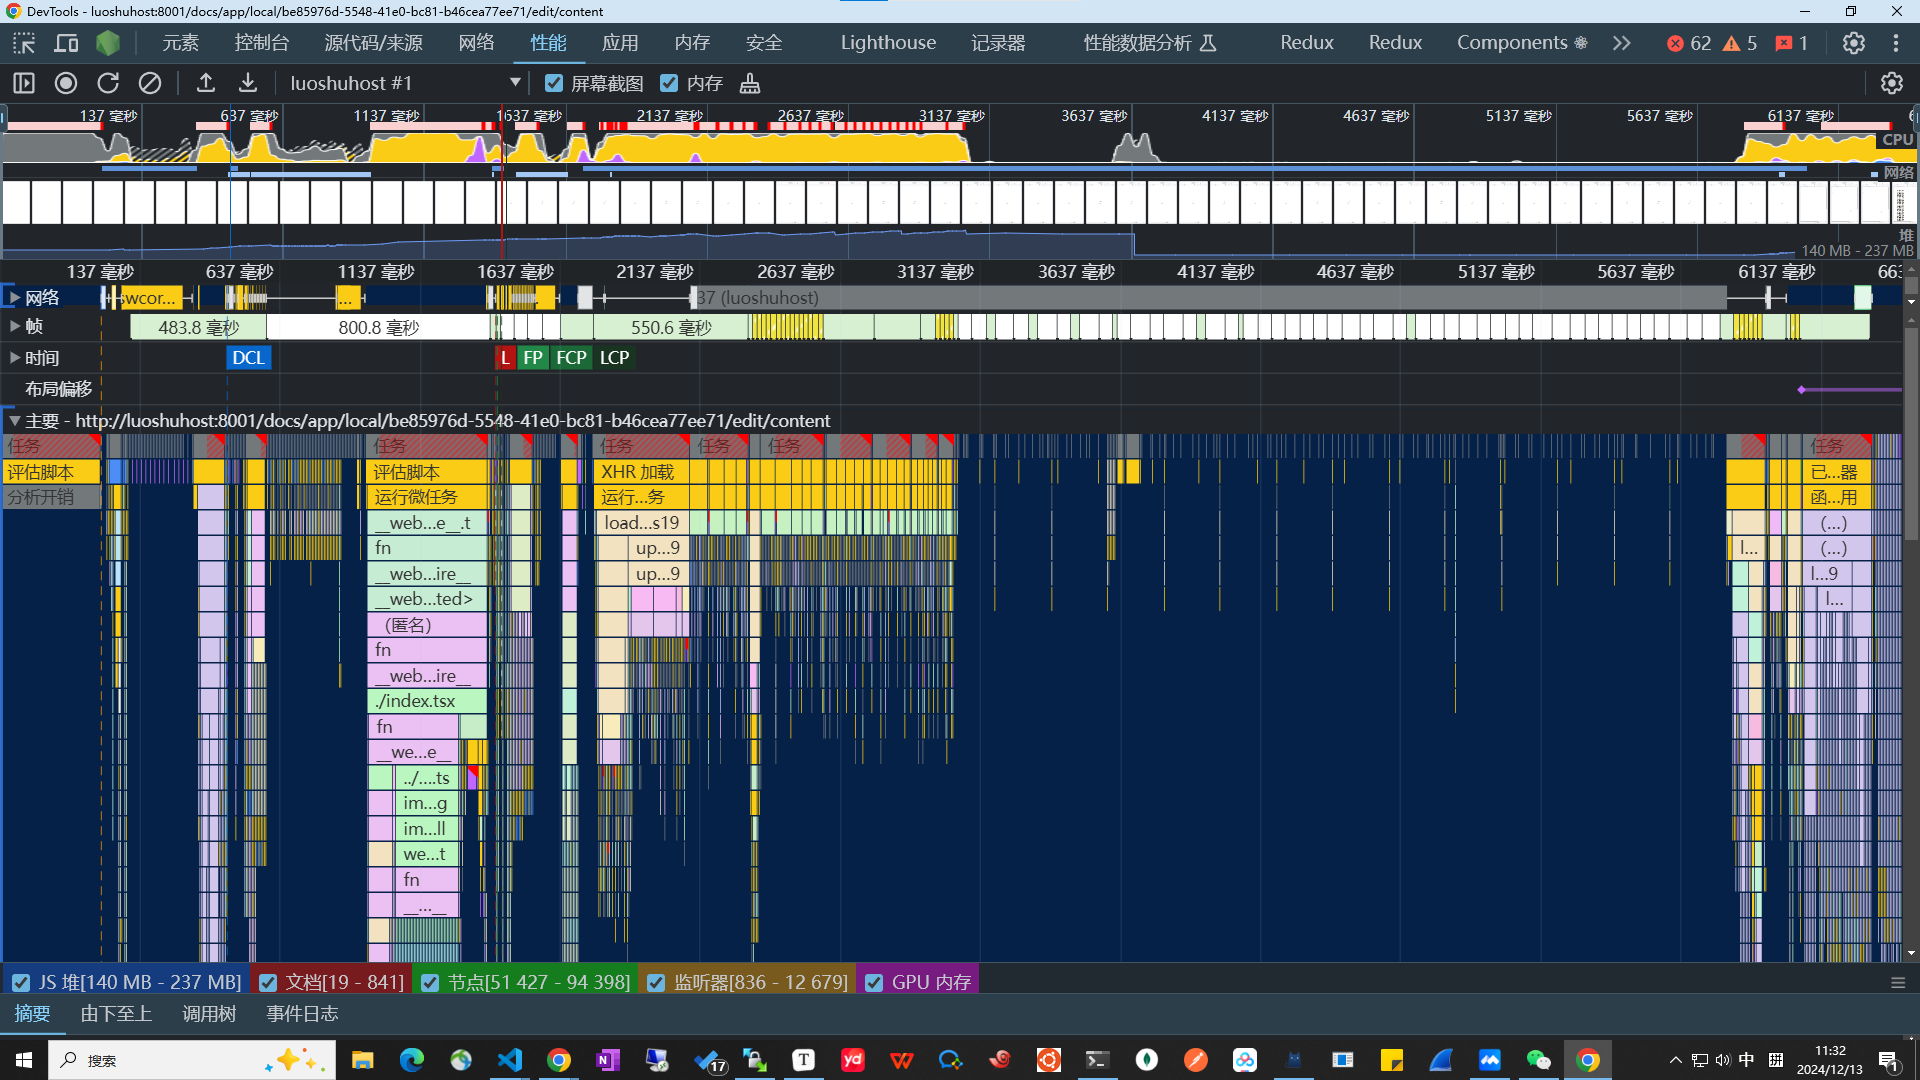 DevTools - luoshuhost:8001/docs/app/local/be85976d-5548-41e0-bc81-b46cea77ee71/edit/content
元素 控制台 源代码/来源 网络 性能 应用 内存 安全 Lighthouse 记录器 性能数据分析 Redux Redux Components 62 5 1
luoshuhost #1 屏幕截图 内存
137 毫秒 637 毫秒 1137 毫秒 1637 毫秒 2137 毫秒 2637 毫秒 3137 毫秒 3637 毫秒 4137 毫秒 4637 毫秒 5137 毫秒 5637 毫秒 6137 毫秒
CPU
网络
堆
140 MB - 237 MB
137 毫秒 637 毫秒 1137 毫秒 1637 毫秒 2137 毫秒 2637 毫秒 3137 毫秒 3637 毫秒 4137 毫秒 4637 毫秒 5137 毫秒 5637 毫秒 6137 毫秒 663
网络 wcor... ... 37 (luoshuhost)
帧 483.8 毫秒 800.8 毫秒 550.6 毫秒
时间 DCL L FP FCP LCP
布局偏移
主要 - http://luoshuhost:8001/docs/app/local/be85976d-5548-41e0-bc81-b46cea77ee71/edit/content
任务 任务 任务 任务 任务 任务
评估脚本 评估脚本 XHR 加载 已...器
分析开销 运行微任务 运行...务 函...用
__web...e__.t load...s19 (...)
fn up...9 l... (...)
__web...ire__ up...9 l...9
__web...ted> l...
(匿名)
fn
__web...ire__
./index.tsx
fn
__we...e__
../....ts
im...g
im...ll
we...t
fn
__...__
JS 堆[140 MB - 237 MB] 文档[19 - 841] 节点[51 427 - 94 398] 监听器[836 - 12 679] GPU 内存
摘要 由下至上 调用树 事件日志
搜索 17 中 拼 11:32
2024/12/13 1